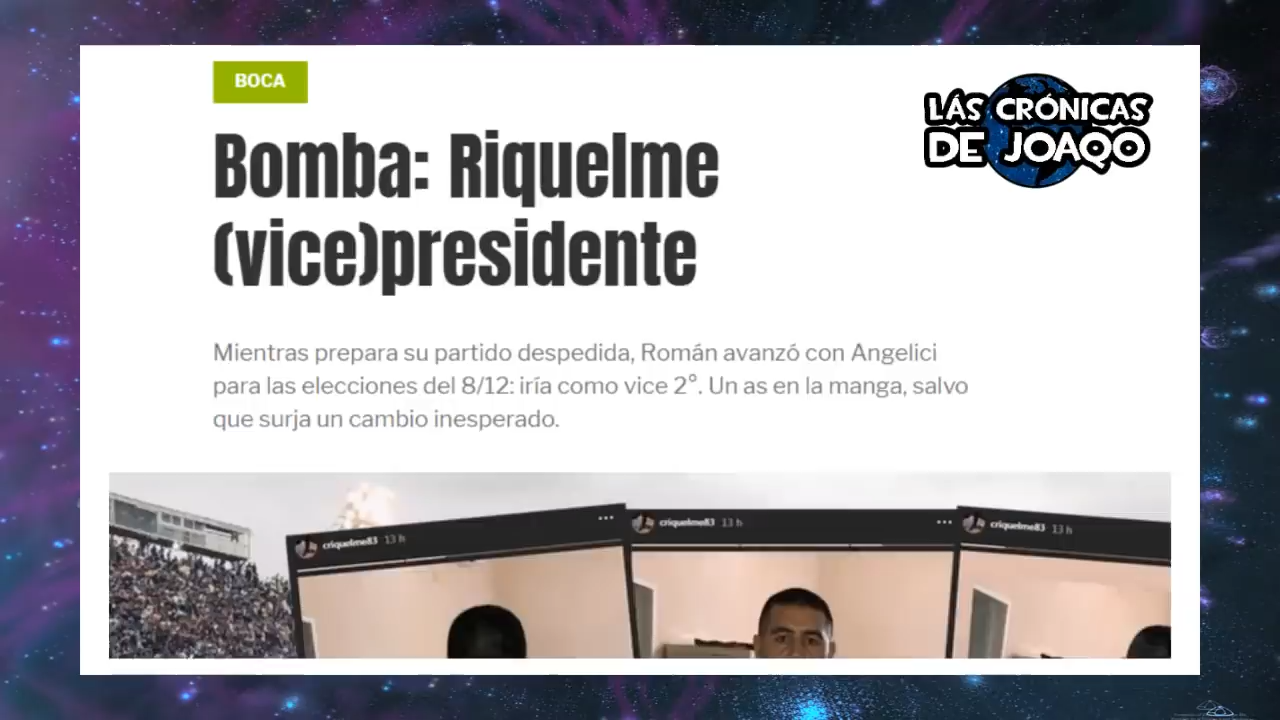 BOCA
LÁS CRÓNICAS
DE JOAQO
Bomba: Riquelme
(vice)presidente
Mientras prepara su partido despedida, Román avanzó con Angelici
para las elecciones del 8/12: iría como vice 2°. Un as en la manga, salvo
que surja un cambio inesperado.
criquelme83 13 h
criquelme83 13 h
criquelme83 13 h